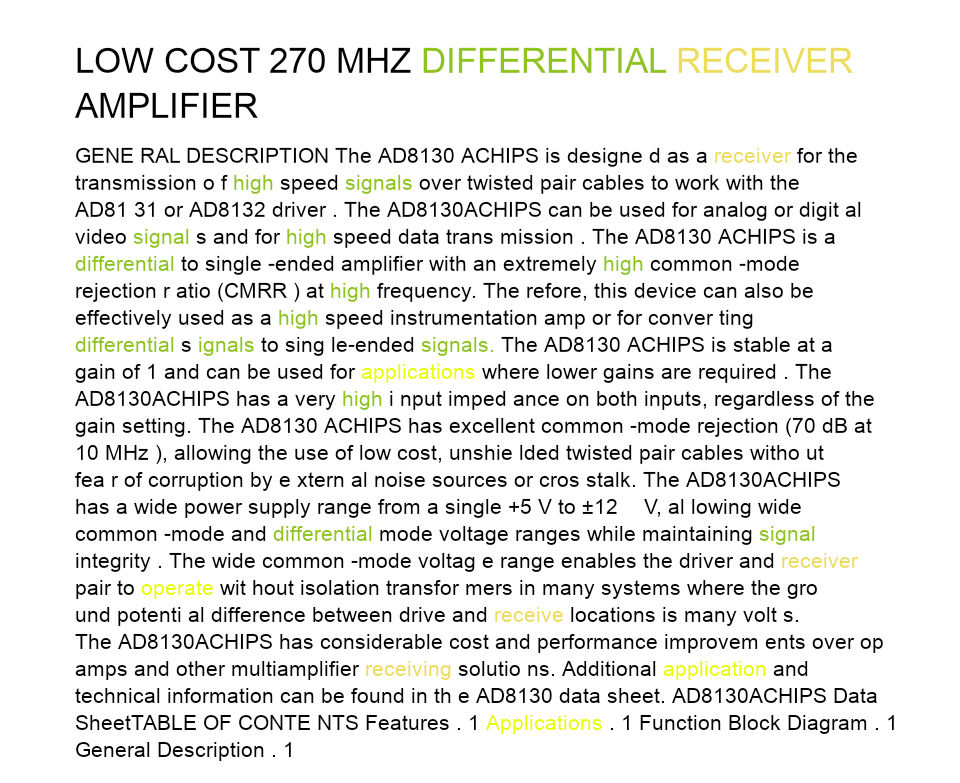 LOW COST 270 MHZ DIFFERENTIAL RECEIVER
AMPLIFIER
GENE RAL DESCRIPTION The AD8130 ACHIPS is designe d as a receiver for the
transmission o f high speed signals over twisted pair cables to work with the
AD81 31 or AD8132 driver . The AD8130ACHIPS can be used for analog or digit al
video signal s and for high speed data trans mission . The AD8130 ACHIPS is a
differential to single -ended amplifier with an extremely high common -mode
rejection r atio (CMRR ) at high frequency. The refore, this device can also be
effectively used as a high speed instrumentation amp or for conver ting
differential s ignals to sing le-ended signals. The AD8130 ACHIPS is stable at a
gain of 1 and can be used for applications where lower gains are required . The
AD8130ACHIPS has a very high i nput imped ance on both inputs, regardless of the
gain setting. The AD8130 ACHIPS has excellent common -mode rejection (70 dB at
10 MHz ), allowing the use of low cost, unshie lded twisted pair cables witho ut
fea r of corruption by e xtern al noise sources or cros stalk. The AD8130ACHIPS
has a wide power supply range from a single +5 V to ±12 V, al lowing wide
common -mode and differential mode voltage ranges while maintaining signal
integrity . The wide common -mode voltag e range enables the driver and receiver
pair to operate wit hout isolation transfor mers in many systems where the gro
und potenti al difference between drive and receive locations is many volt s.
The AD8130ACHIPS has considerable cost and performance improvem ents over op
amps and other multiamplifier receiving solutio ns. Additional application and
technical information can be found in th e AD8130 data sheet. AD8130ACHIPS Data
SheetTABLE OF CONTE NTS Features . 1 Applications . 1 Function Block Diagram . 1
General Description . 1